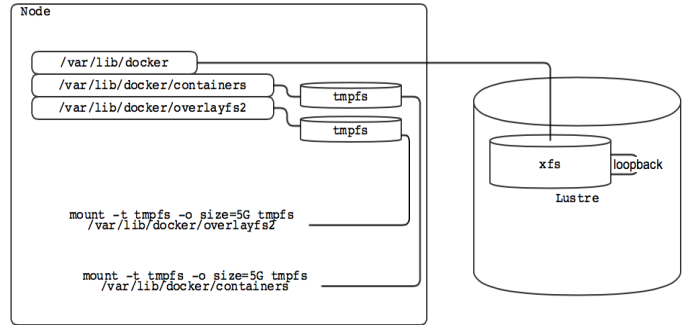 Node
/var/lib/docker
/var/lib/docker/containers
tmpfs
/var/lib/docker/overlayfs2
tmpfs
xfs
loopback
Lustre
mount -t tmpfs -o size=5G tmpfs
/var/lib/docker/overlayfs2
mount -t tmpfs -o size=5G tmpfs
/var/lib/docker/containers